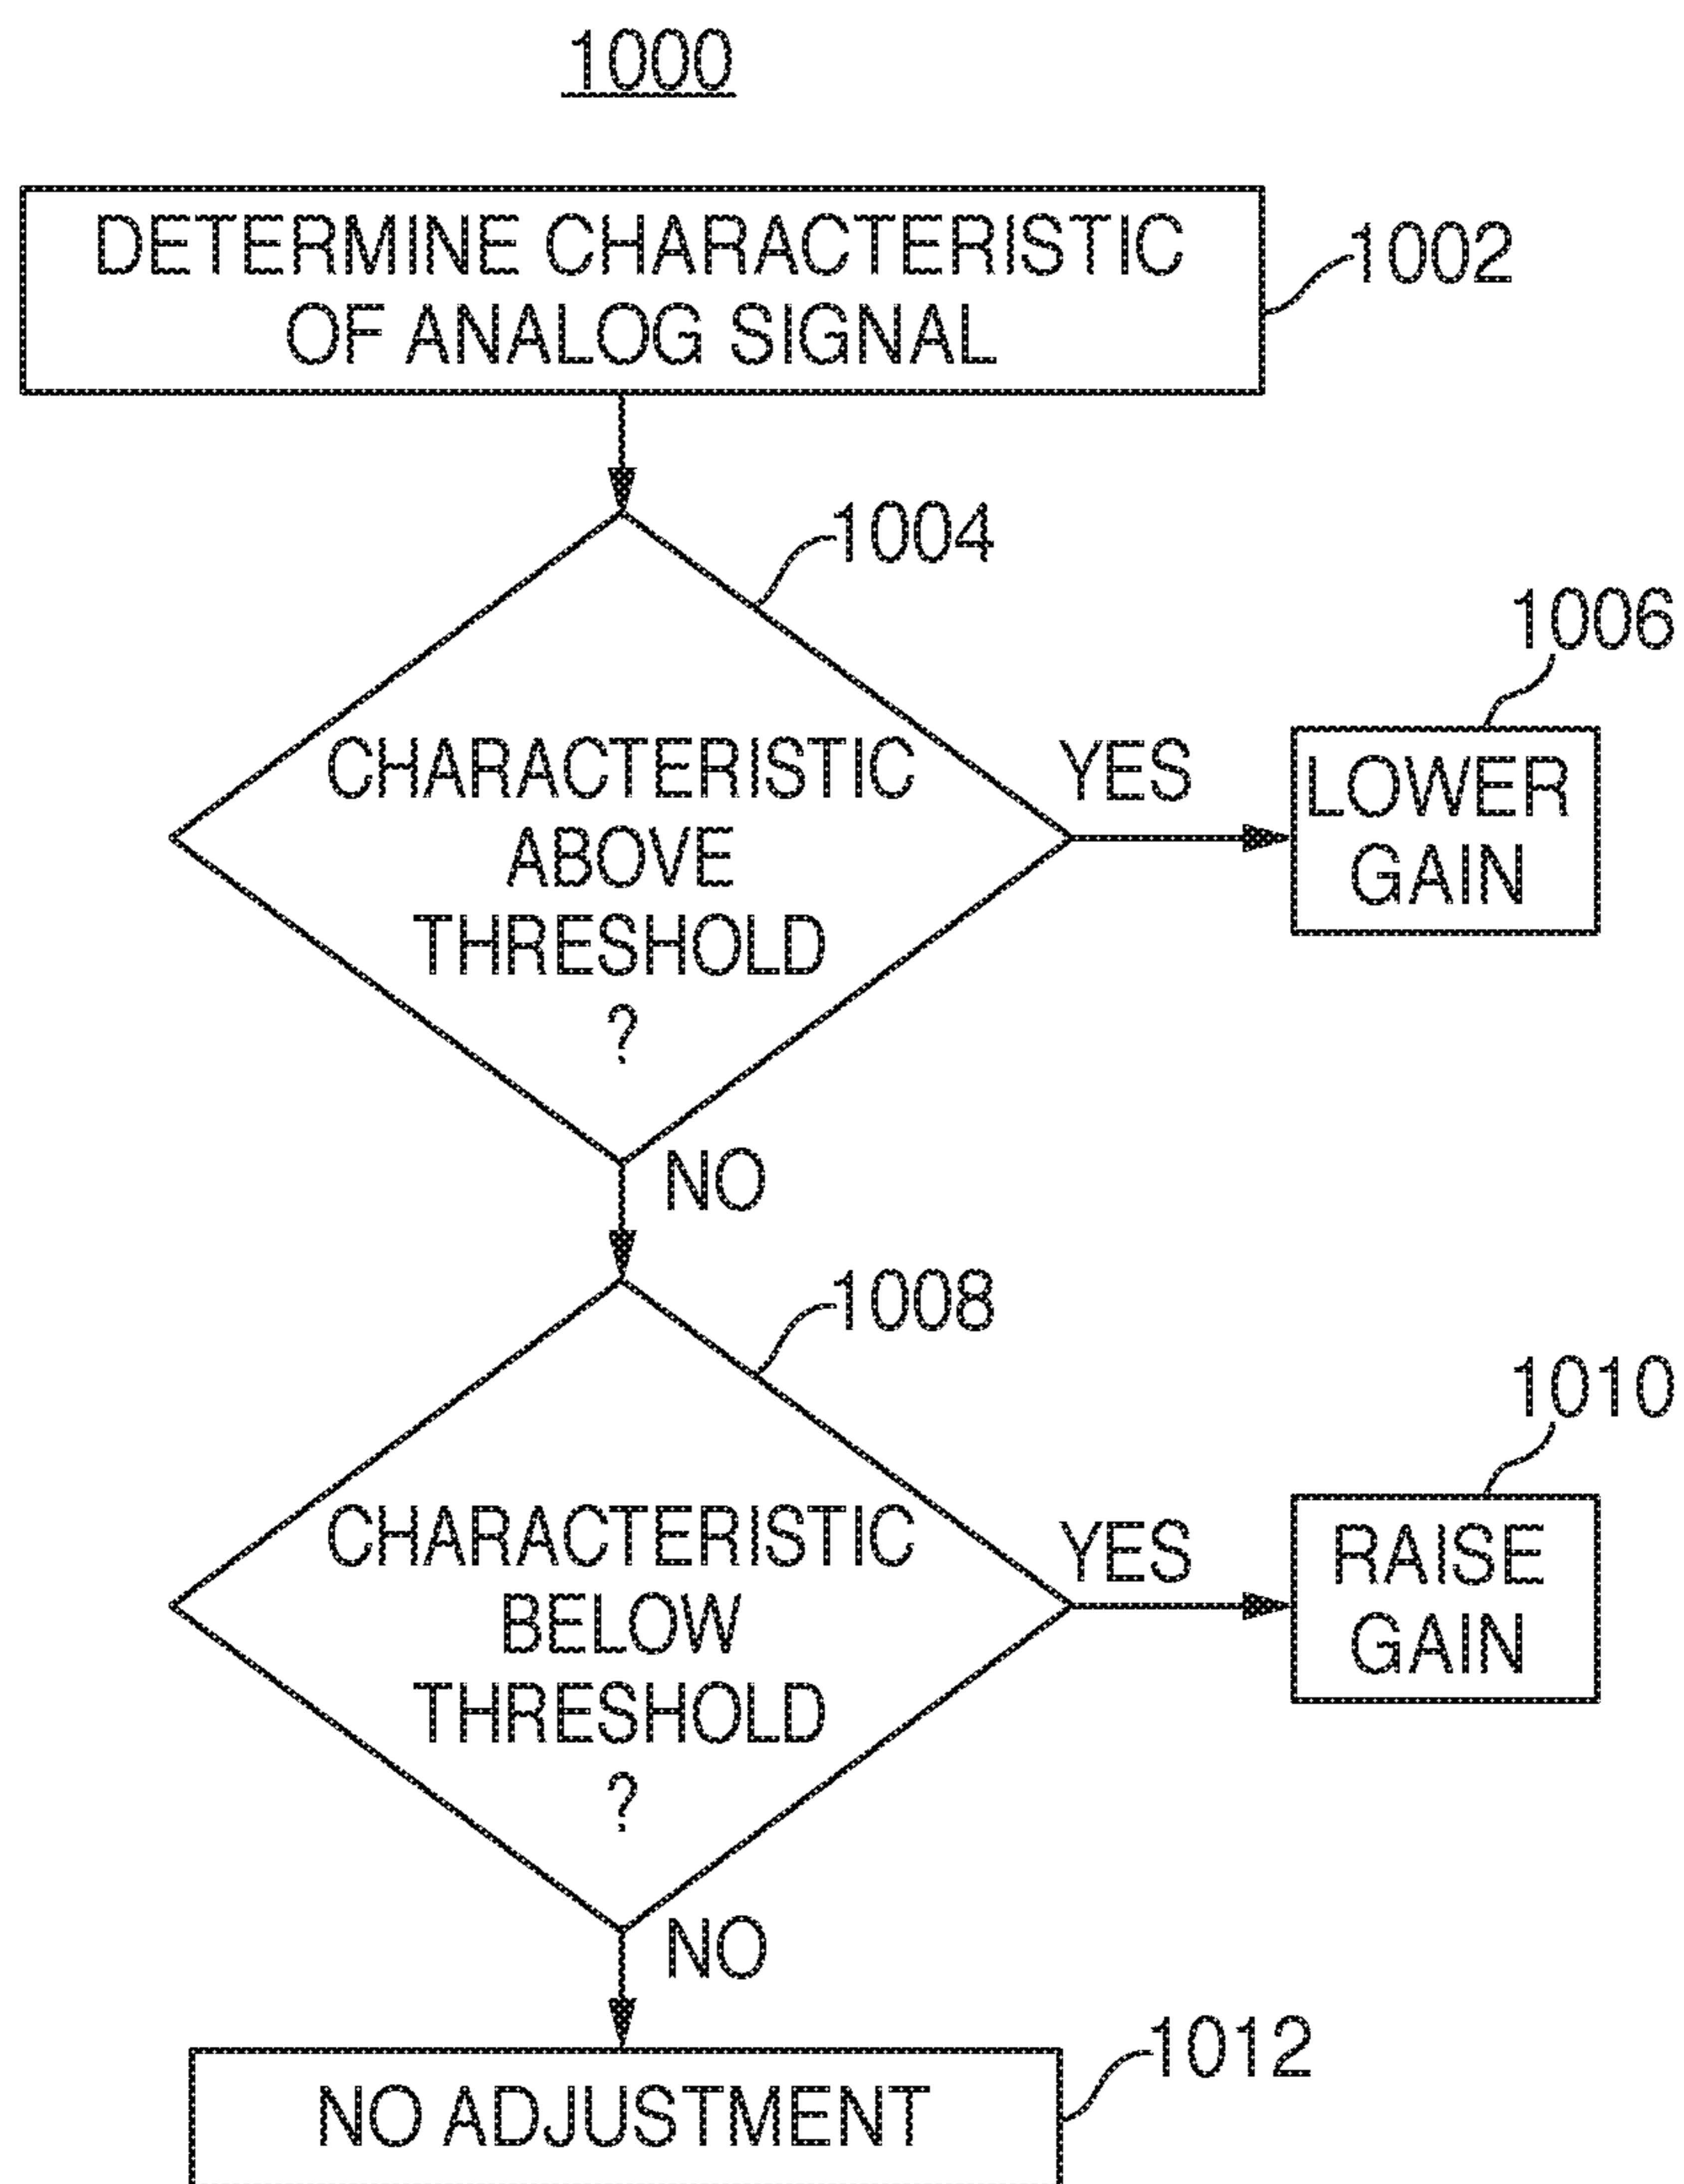 1000
DETERMINE CHARACTERISTIC
OF ANALOG SIGNAL
1002
1004
CHARACTERISTIC
ABOVE
THRESHOLD
?
YES
1006
LOWER
GAIN
NO
1008
CHARACTERISTIC
BELOW
THRESHOLD
?
YES
1010
RAISE
GAIN
NO
1012
NO ADJUSTMENT